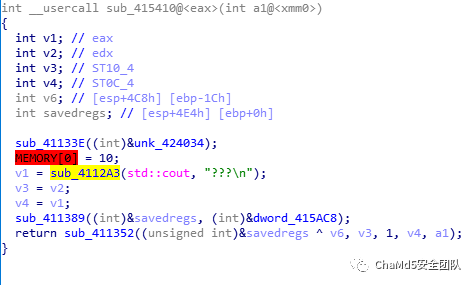 int __usercall sub_415410@<eax>(int a1@<xmm0>)
{
int v1; // eax
int v2; // edx
int v3; // ST10_4
int v4; // ST0C_4
int v6; // [esp+4C8h] [ebp-1Ch]
int savedregs; // [esp+4E4h] [ebp+0h]
sub_41133E((int)&unk_424034);
MEMORY[0] = 10;
v1 = sub_4112A3(std::cout, "???\n");
v3 = v2;
v4 = v1;
sub_411389((int)&savedregs, (int)&dword_415AC8);
return sub_411352((unsigned int)&savedregs ^ v6, v3, 1, v4, a1);
}
ChaMd5安全团队